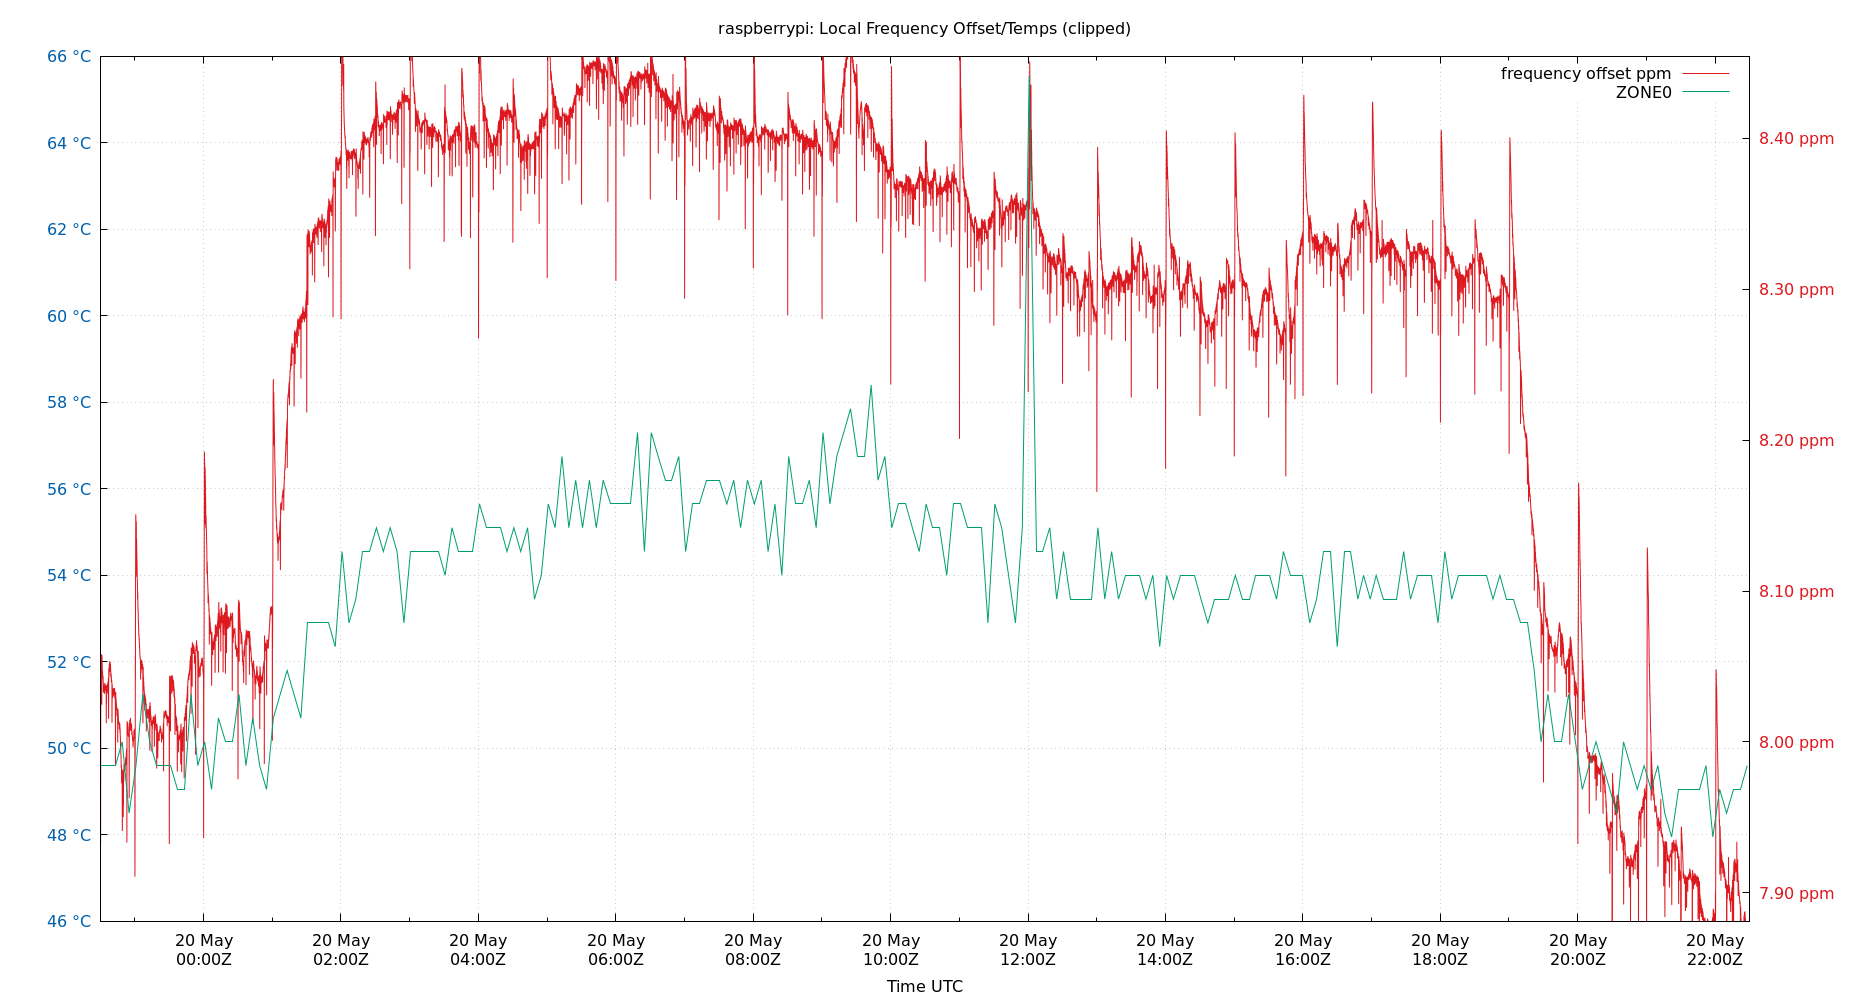 raspberrypi: Local Frequency Offset/Temps (clipped)
66 °C
64 °C
62 °C
60 °C
58 °C
56 °C
54 °C
52 °C
50 °C
48 °C
46 °C
frequency offset ppm
ZONE0
8.40 ppm
8.30 ppm
8.20 ppm
8.10 ppm
8.00 ppm
7.90 ppm
20 May 20 May 20 May 20 May 20 May 20 May 20 May 20 May 20 May 20 May 20 May 20 May
00:00Z 02:00Z 04:00Z 06:00Z 08:00Z 10:00Z 12:00Z 14:00Z 16:00Z 18:00Z 20:00Z 22:00Z
Time UTC